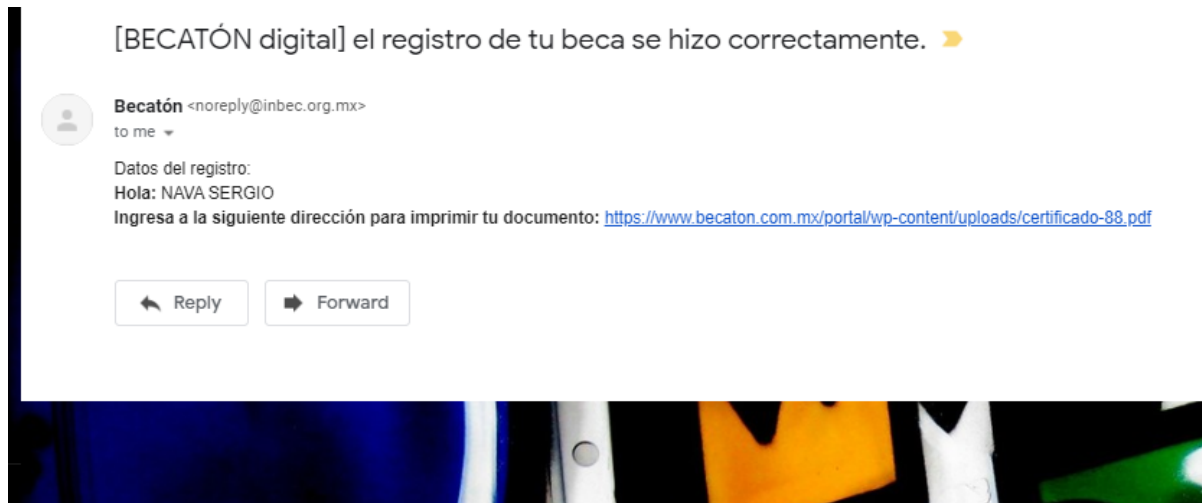 [BECATÓN digital] el registro de tu beca se hizo correctamente.
Becatón <noreply@inbec.org.mx>
to me
Datos del registro:
Hola: NAVA SERGIO
Ingresa a la siguiente dirección para imprimir tu documento: https://www.becaton.com.mx/portal/wp-content/uploads/certificado-88.pdf
Reply Forward